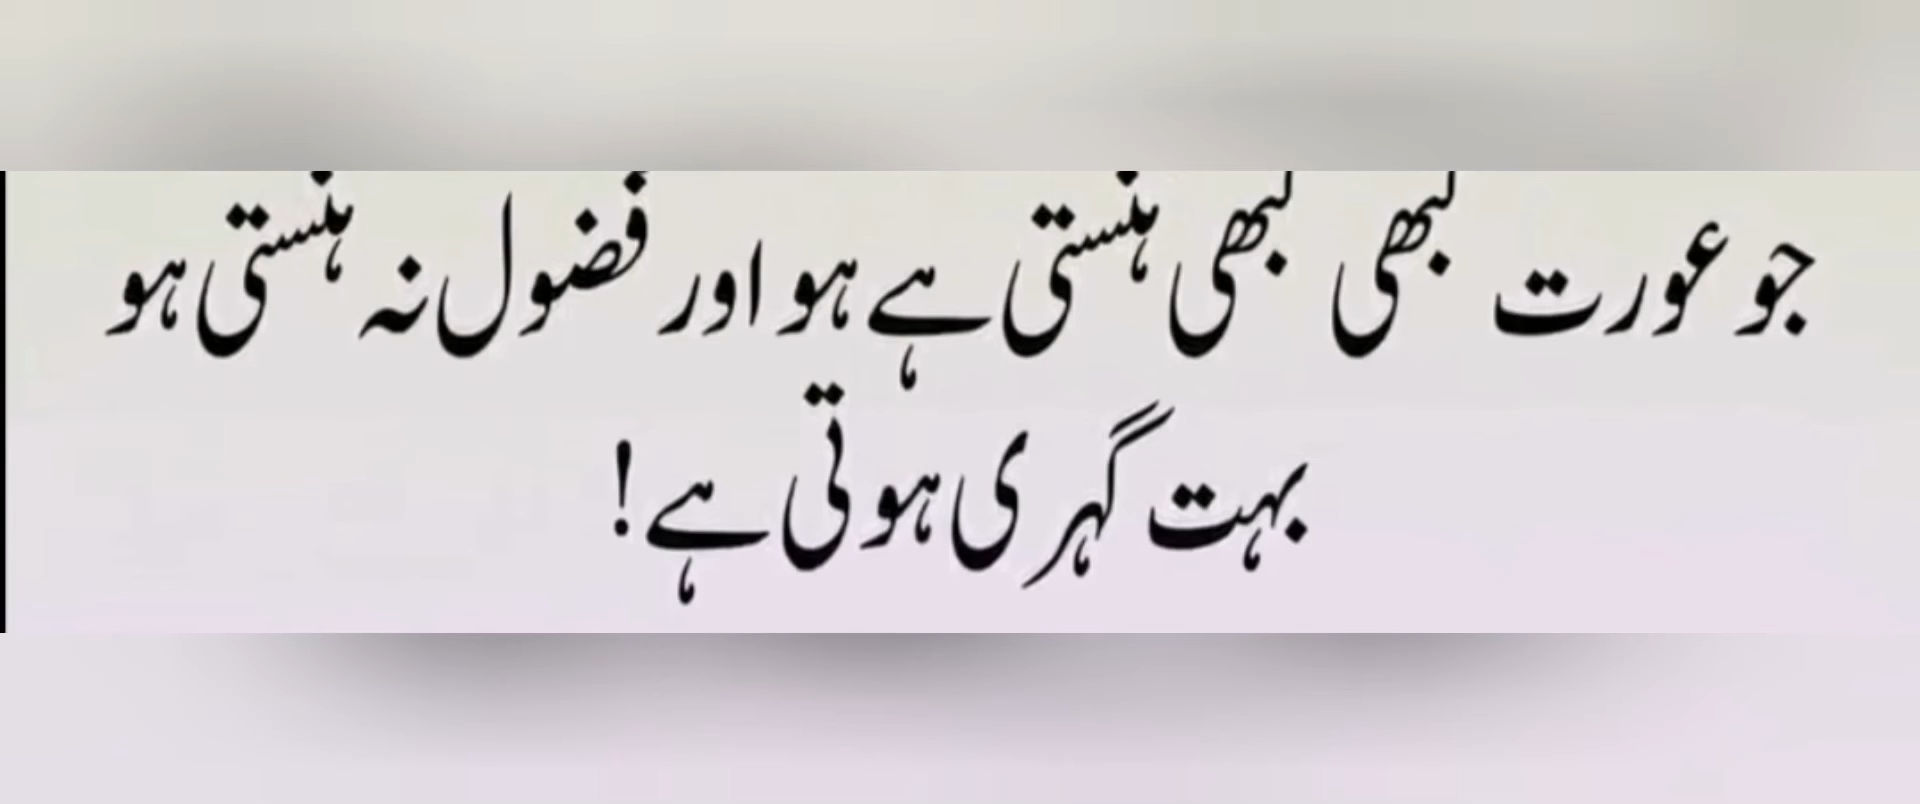 جو عورت کبھی کبھی ہنستی ہے ہو اور فضول نہ ہنستی ہو
بہت گہری ہوتی ہے!